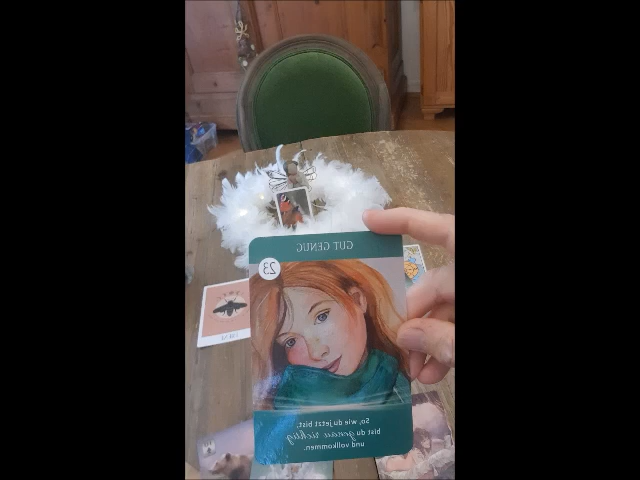 GUT GENUG
23
So, wie du jetzt bist,
bist du genau richtig
und vollkommen.